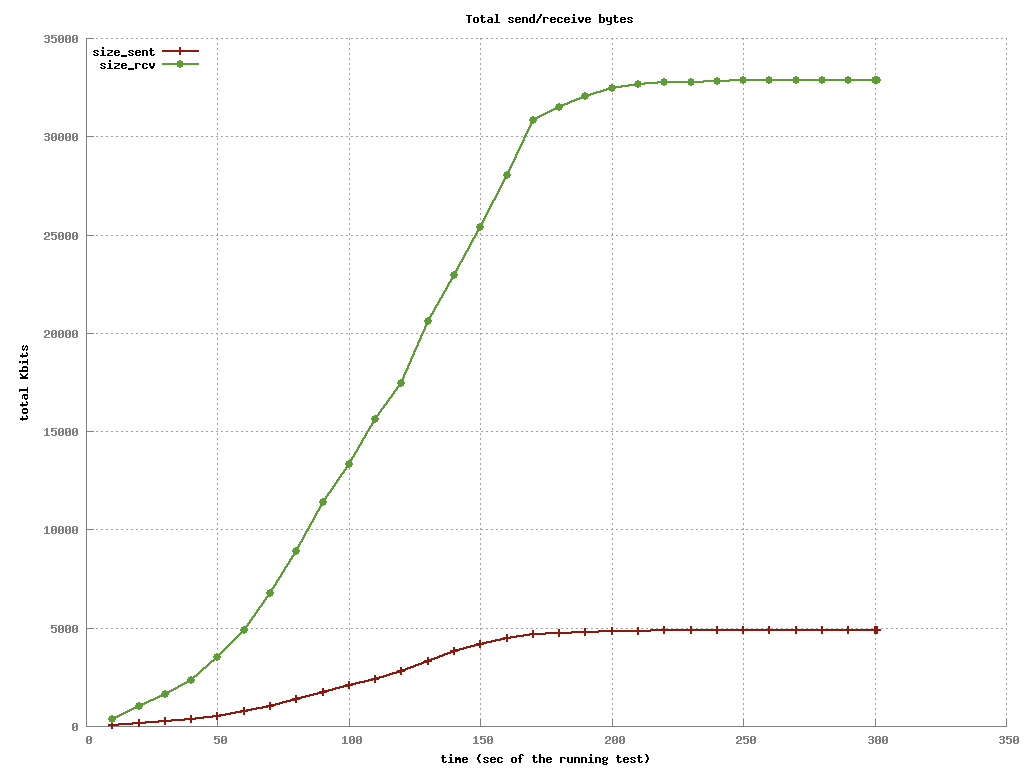 Total send/receive bytes
35000
size_sent
size_rcv
30000
25000
20000
total Kbits
15000
10000
5000
0
0 50 100 150 200 250 300 350
time (sec of the running test)